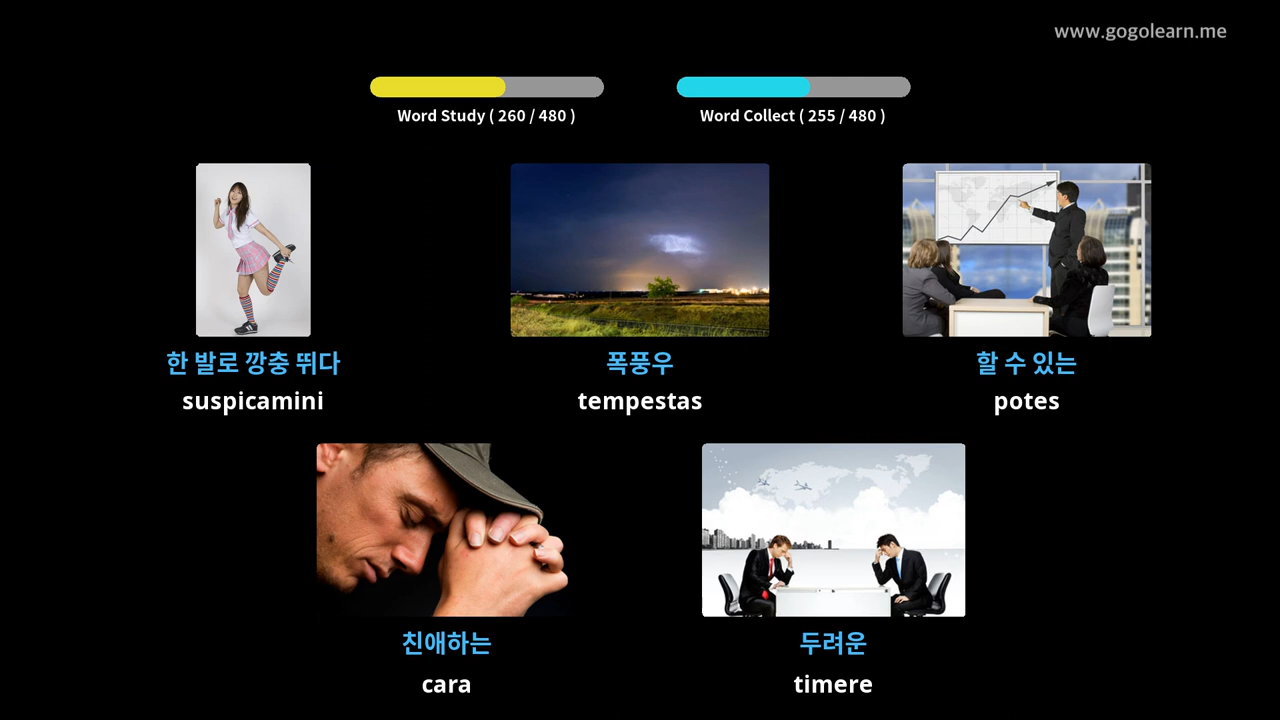 www.gogolearn.me
Word Study ( 260 / 480 )
Word Collect ( 255 / 480 )
한 발로 깡충 뛰다
suspicamini
폭풍우
tempestas
할 수 있는
potes
친애하는
cara
두려운
timere